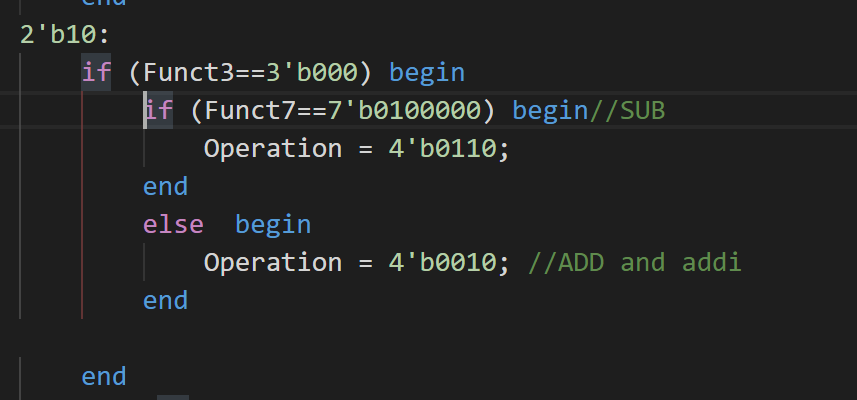 end
2'b10:
if (Funct3==3'b000) begin
if (Funct7==7'b0100000) begin//SUB
Operation = 4'b0110;
end
else  begin
Operation = 4'b0010; //ADD and addi
end
end